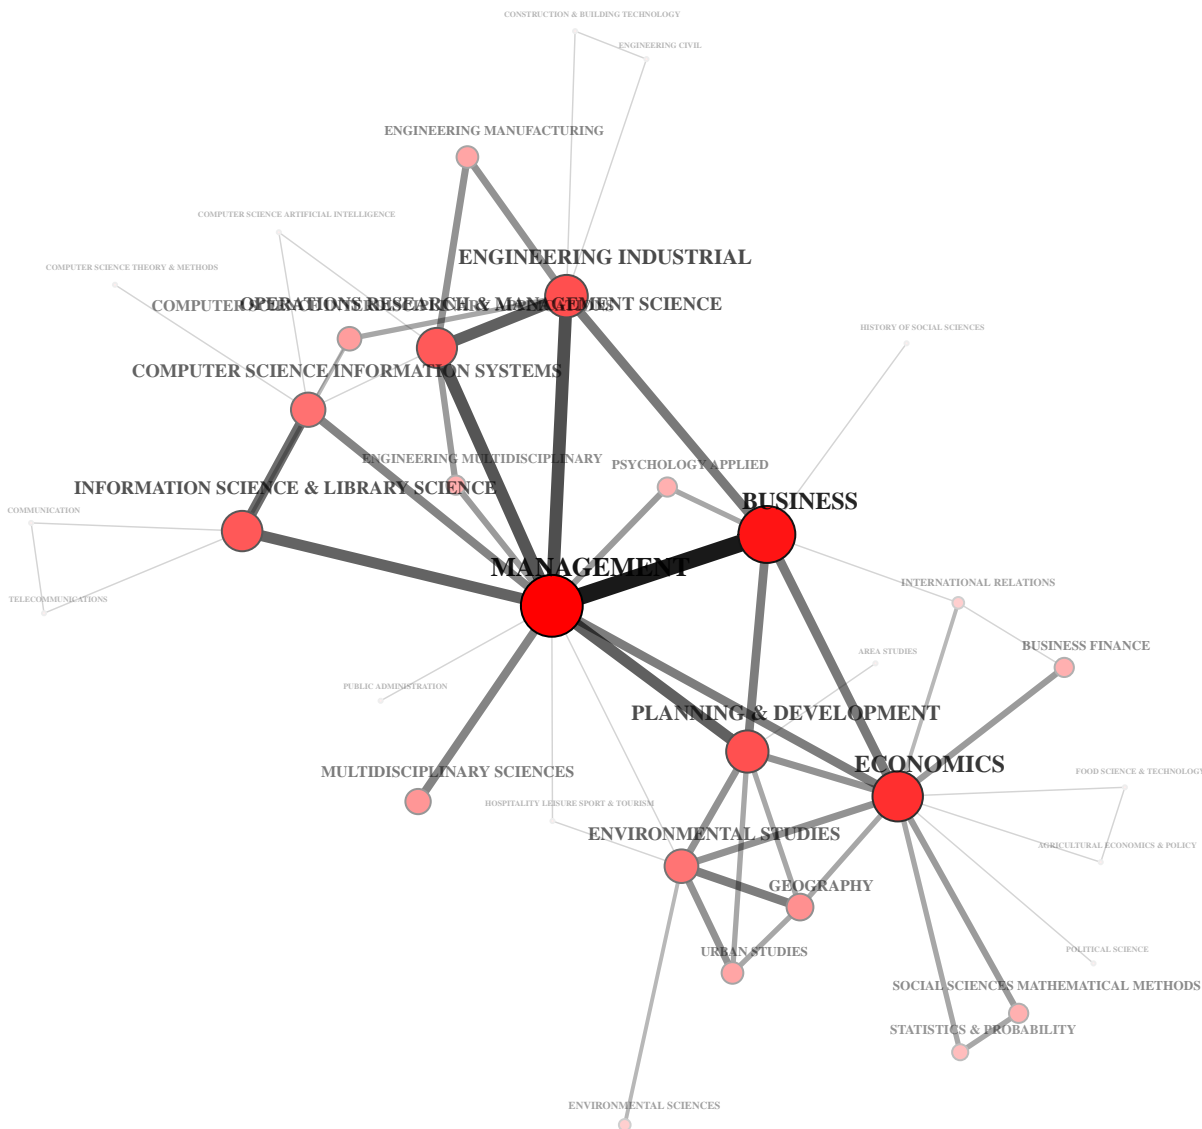 CONSTRUCTION & BUILDING TECHNOLOGY
ENGINEERING CIVIL
ENGINEERING MANUFACTURING
COMPUTER SCIENCE ARTIFICIAL INTELLIGENCE
ENGINEERING INDUSTRIAL
COMPUTER SCIENCE THEORY & METHODS
COMPUTER SCIENCE INTERDISCIPLINARY APPLICATIONS
OPERATIONS RESEARCH & MANAGEMENT SCIENCE
HISTORY OF SOCIAL SCIENCES
COMPUTER SCIENCE INFORMATION SYSTEMS
ENGINEERING MULTIDISCIPLINARY
PSYCHOLOGY APPLIED
INFORMATION SCIENCE & LIBRARY SCIENCE
BUSINESS
COMMUNICATION
MANAGEMENT
INTERNATIONAL RELATIONS
TELECOMMUNICATIONS
BUSINESS FINANCE
AREA STUDIES
PUBLIC ADMINISTRATION
PLANNING & DEVELOPMENT
ECONOMICS
MULTIDISCIPLINARY SCIENCES
FOOD SCIENCE & TECHNOLOGY
HOSPITALITY LEISURE SPORT & TOURISM
ENVIRONMENTAL STUDIES
AGRICULTURAL ECONOMICS & POLICY
GEOGRAPHY
URBAN STUDIES
POLITICAL SCIENCE
SOCIAL SCIENCES MATHEMATICAL METHODS
STATISTICS & PROBABILITY
ENVIRONMENTAL SCIENCES